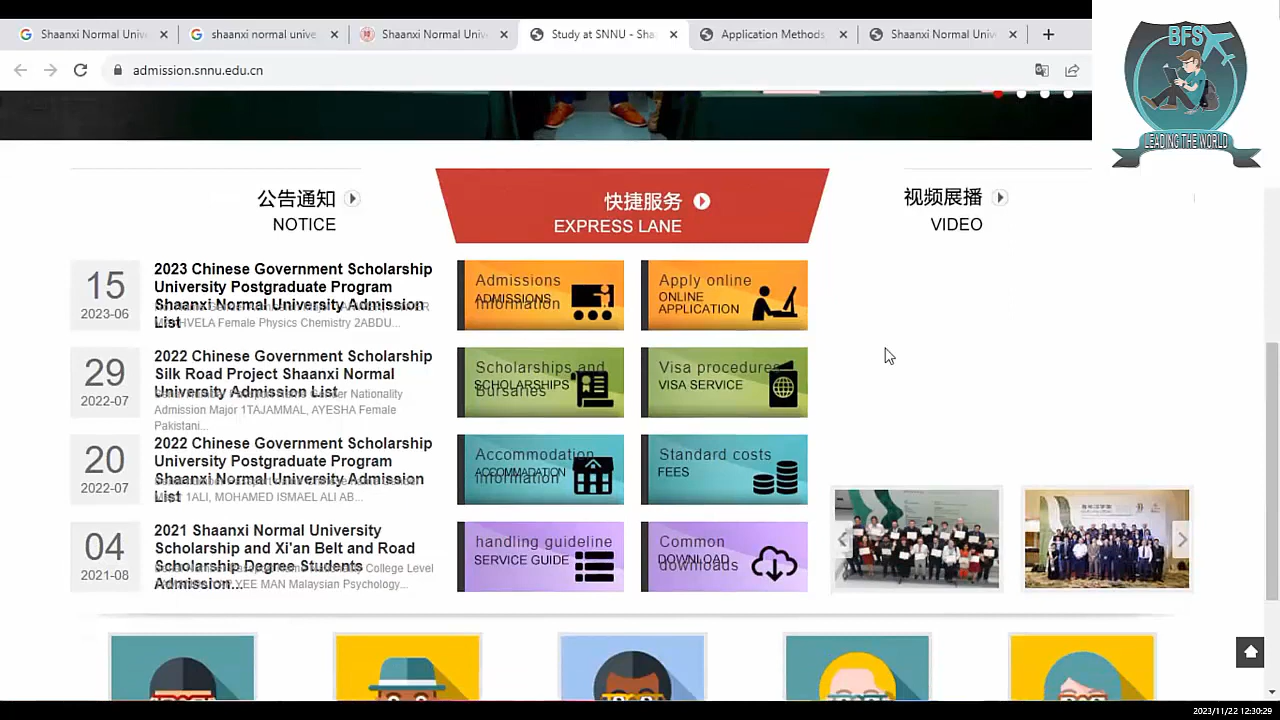 Shaanxi Normal Unive
shaanxi normal unive
Shaanxi Normal Uni
Study at SNNU - Sha
Application Methods
Shaanxi Normal Univ
admission.snnu.edu.cn
BFS
LEADING THE WORLD
公告通知
NOTICE
快捷服务
EXPRESS LANE
视频展播
VIDEO
15
2023-06
2023 Chinese Government Scholarship
University Postgraduate Program
Shaanxi Normal University Admission
List
HVELA Female Physics Chemistry 2ABDU...
29
2022-07
2022 Chinese Government Scholarship
Silk Road Project Shaanxi Normal
University Admission List
Gender Nationality
Admission Major 1TAJAMMAL, AYESHA Female
Pakistani...
20
2022-07
2022 Chinese Government Scholarship
University Postgraduate Program
Shaanxi Normal University Admission
List
1ALI, MOHAMED ISMAEL ALI AB...
04
2021-08
2021 Shaanxi Normal University
Scholarship and Xi'an Belt and Road
Scholarship Degree Students
Admission...
College Level
YEE MAN Malaysian Psychology...
Admissions
information
ADMISSIONS
Apply online
ONLINE
APPLICATION
Scholarships and
Bursaries
SCHOLARSHIPS
Visa procedures
VISA SERVICE
Accommodation
information
ACCOMMADATION
Standard costs
FEES
handling guideline
SERVICE GUIDE
Common
downloads
DOWNLOAD
2023/11/22 12:30:29